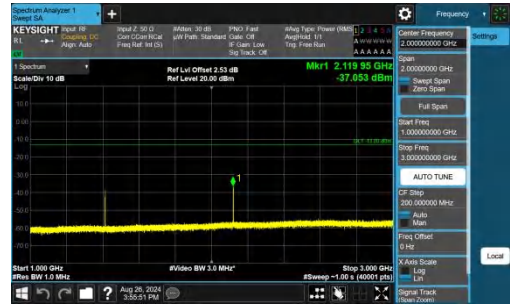 Spectrum Analyzer 1
Swept SA
Frequency
KEYSIGHT
Input: RF
Coupling: DC
Align: Auto
Input Z: 50 Ω
Corr CCorr RCal
Freq Ref: Int (S)
#Atten: 30 dB
µW Path: Standard
PNO: Fast
Gate: Off
IF Gain: Low
Sig Track: Off
#Avg Type: Power (RMS)
Avg|Hold: 1/1
Trig: Free Run
1 2 3 4 5 6
A W W W W W
A A A A A A
1 Spectrum
Scale/Div 10 dB
Log
Ref Lvl Offset 2.53 dB
Ref Level 20.00 dBm
Mkr1 2.119 95 GHz
-37.053 dBm
10.0
0.0
-10.0
-20.0
-30.0
-40.0
-50.0
-60.0
-70.0
1
Start 1.000 GHz
#Res BW 1.0 MHz
#Video BW 3.0 MHz*
Stop 3.000 GHz
#Sweep ~1.00 s (40001 pts)
Aug 26, 2024
3:55:51 PM
Center Frequency
2.000000000 GHz
Span
2.00000000 GHz
Swept Span
Zero Span
Full Span
Start Freq
1.000000000 GHz
Stop Freq
3.000000000 GHz
AUTO TUNE
CF Step
200.000000 MHz
Auto
Man
Freq Offset
0 Hz
X Axis Scale
Log
Lin
Signal Track
(Span Zoom)
Settings
Local